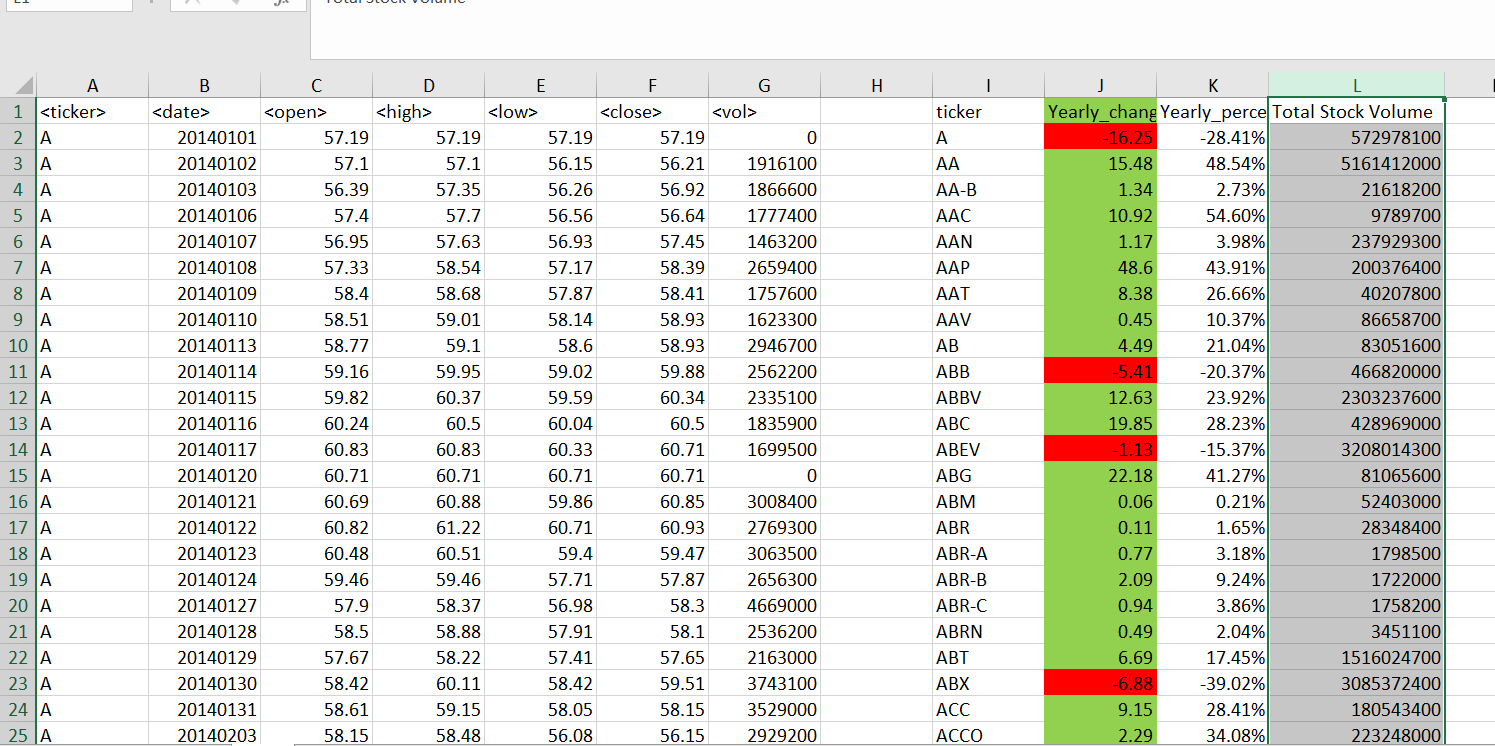 Total Stock Volume
A B C D E F G H I J K L
1 <ticker> <date> <open> <high> <low> <close> <vol> ticker Yearly_chang Yearly_perce Total Stock Volume
2 A 20140101 57.19 57.19 57.19 57.19 0 A -16.25 -28.41% 572978100
3 A 20140102 57.1 57.1 56.15 56.21 1916100 AA 15.48 48.54% 5161412000
4 A 20140103 56.39 57.35 56.26 56.92 1866600 AA-B 1.34 2.73% 21618200
5 A 20140106 57.4 57.7 56.56 56.64 1777400 AAC 10.92 54.60% 9789700
6 A 20140107 56.95 57.63 56.93 57.45 1463200 AAN 1.17 3.98% 237929300
7 A 20140108 57.33 58.54 57.17 58.39 2659100 AAP 48.6 43.91% 200376400
8 A 20140109 58.4 58.68 57.87 58.41 1757600 AAT 8.38 26.66% 40207800
9 A 20140110 58.51 59.01 58.14 58.93 1623300 AAV 0.45 10.37% 86658700
10 A 20140113 58.77 59.1 58.6 58.93 2946700 AB 4.49 21.04% 83051600
11 A 20140114 59.16 59.95 59.02 59.88 2562200 ABB -5.41 -20.37% 466820000
12 A 20140115 59.82 60.37 59.59 60.34 2335100 ABBV 12.63 23.92% 2303237600
13 A 20140116 60.24 60.5 60.04 60.5 1835900 ABC 19.85 28.23% 428969000
14 A 20140117 60.83 60.83 60.33 60.71 1699500 ABEV -1.13 -15.37% 3208014300
15 A 20140120 60.71 60.71 60.71 60.71 0 ABG 22.18 41.27% 81065600
16 A 20140121 60.69 60.88 59.86 60.85 3008400 ABM 0.06 0.21% 52403000
17 A 20140122 60.82 61.22 60.71 60.93 2769300 ABR 0.11 1.65% 28348400
18 A 20140123 60.48 60.51 59.4 59.47 3063500 ABR-A 0.77 3.18% 1798500
19 A 20140124 59.46 59.46 57.71 57.87 2656300 ABR-B 2.09 9.24% 1722000
20 A 20140127 57.9 58.37 56.98 58.3 4669000 ABR-C 0.94 3.86% 1758200
21 A 20140128 58.5 58.88 57.91 58.1 2536200 ABRN 0.49 2.04% 3451100
22 A 20140129 57.67 58.22 57.41 57.65 2163000 ABT 6.69 17.45% 1516024700
23 A 20140130 58.42 60.11 58.42 59.51 3743100 ABX -6.88 -39.02% 3085372400
24 A 20140131 58.61 59.15 58.05 58.15 3529000 ACC 9.15 28.41% 180543400
25 A 20140203 58.15 58.48 56.08 56.15 2929200 ACCO 2.29 34.08% 223248000